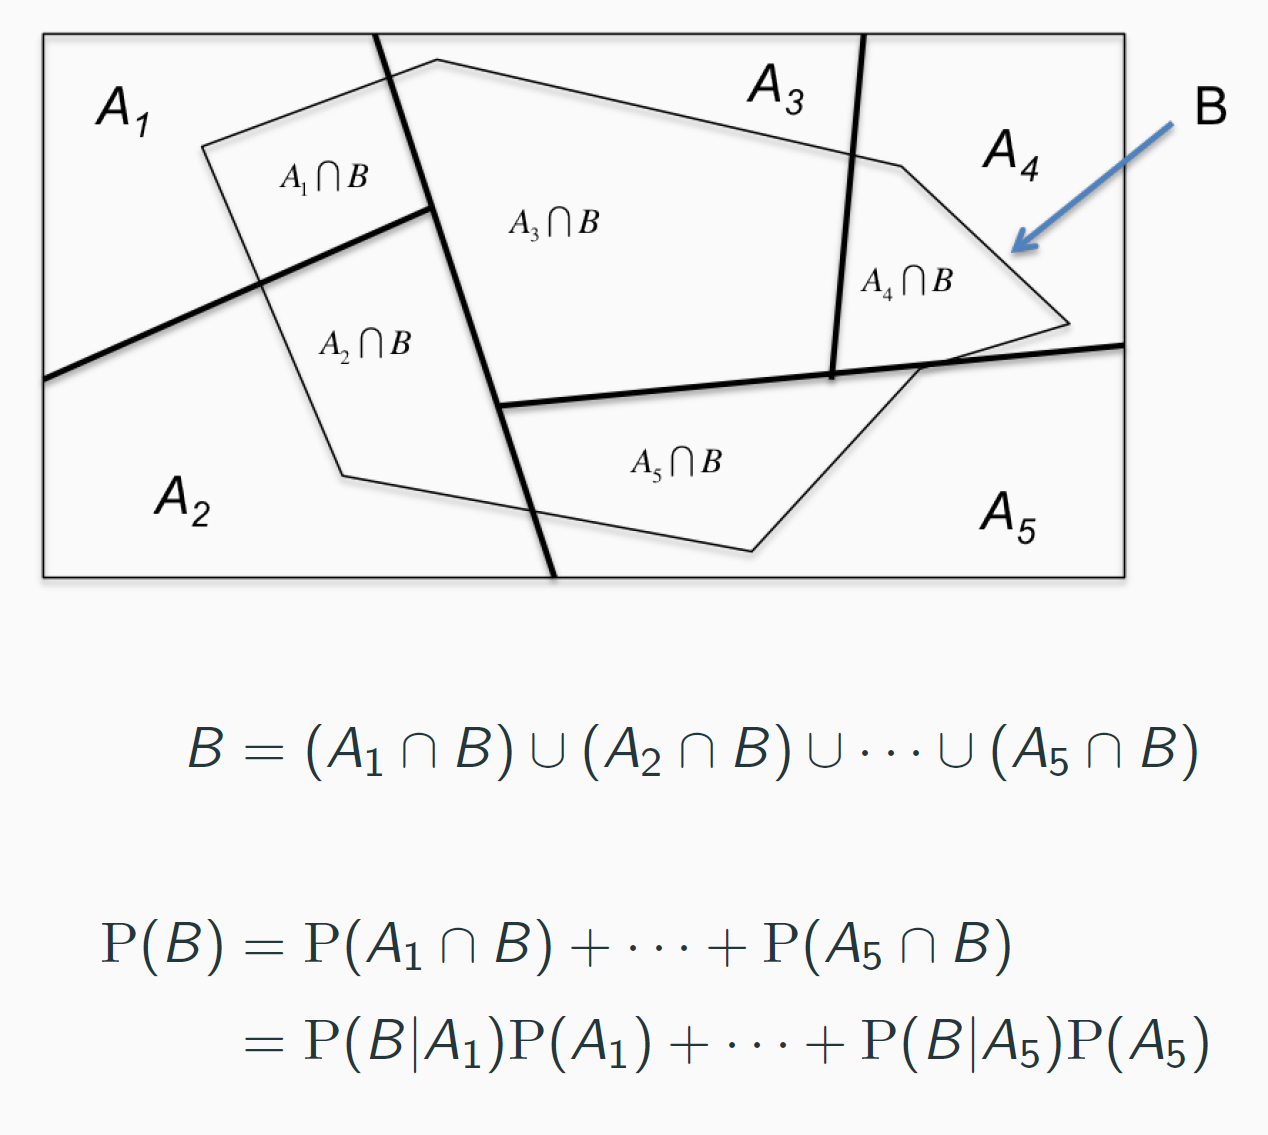 A₁
A₃
B
A₄
A₁ ∩ B
A₃ ∩ B
A₄ ∩ B
A₂ ∩ B
A₅ ∩ B
A₂
A₅
B = (A₁ ∩ B) ∪ (A₂ ∩ B) ∪ ··· ∪ (A₅ ∩ B)
P(B) = P(A₁ ∩ B) + ··· + P(A₅ ∩ B)
= P(B|A₁)P(A₁) + ··· + P(B|A₅)P(A₅)